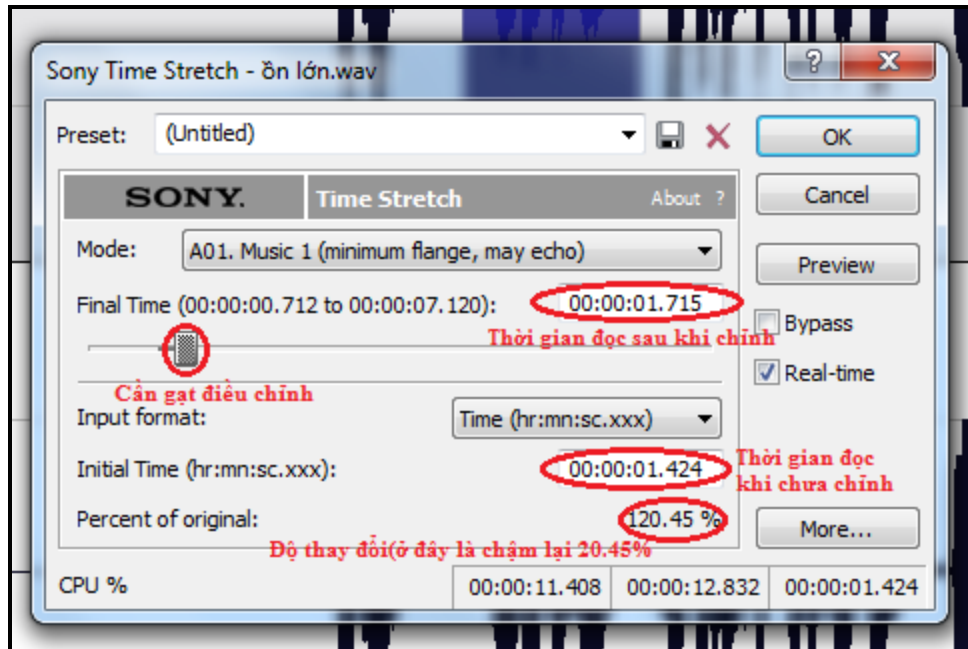 Sony Time Stretch - ồn lớn.wav
Preset: (Untitled) OK
SONY. Time Stretch About ? Cancel
Mode: A01. Music 1 (minimum flange, may echo) Preview
Final Time (00:00:00.712 to 00:00:07.120): 00:00:01.715
Bypass
Thời gian đọc sau khi chĩnh
Real-time
Cần gạt điều chĩnh
Input format: Time (hr:mn:sc.xxx)
Thời gian đọc
khi chưa chĩnh
Initial Time (hr:mn:sc.xxx): 00:00:01.424
Percent of original: 120.45 % More...
Độ thay đổi(ở đây là chậm lại 20.45%
CPU % 00:00:11.408 00:00:12.832 00:00:01.424